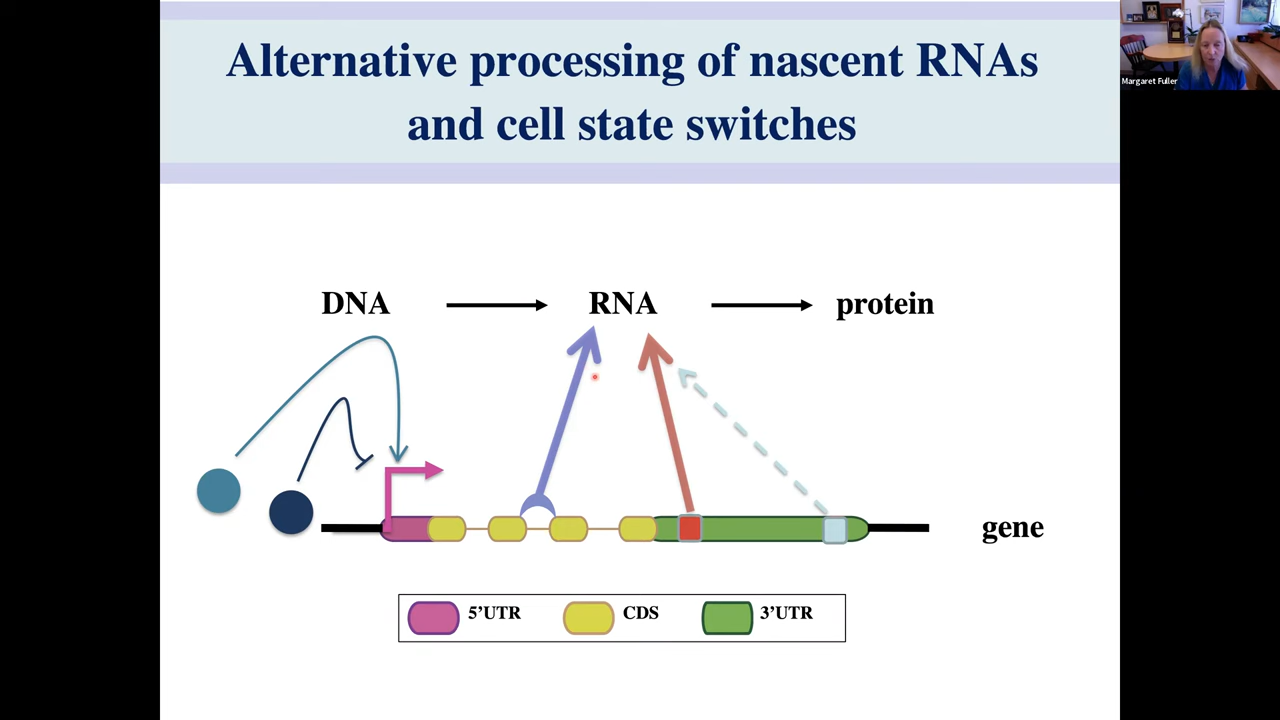 Alternative processing of nascent RNAs
and cell state switches
Margaret Fuller
DNA
RNA
protein
gene
5'UTR
CDS
3'UTR